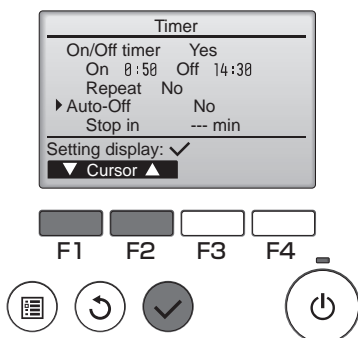 Timer
On/Off timer Yes
On 0:50 Off 14:30
Repeat No
Auto-Off No
Stop in --- min
Setting display: ✓
▼ Cursor ▲
F1 F2 F3 F4